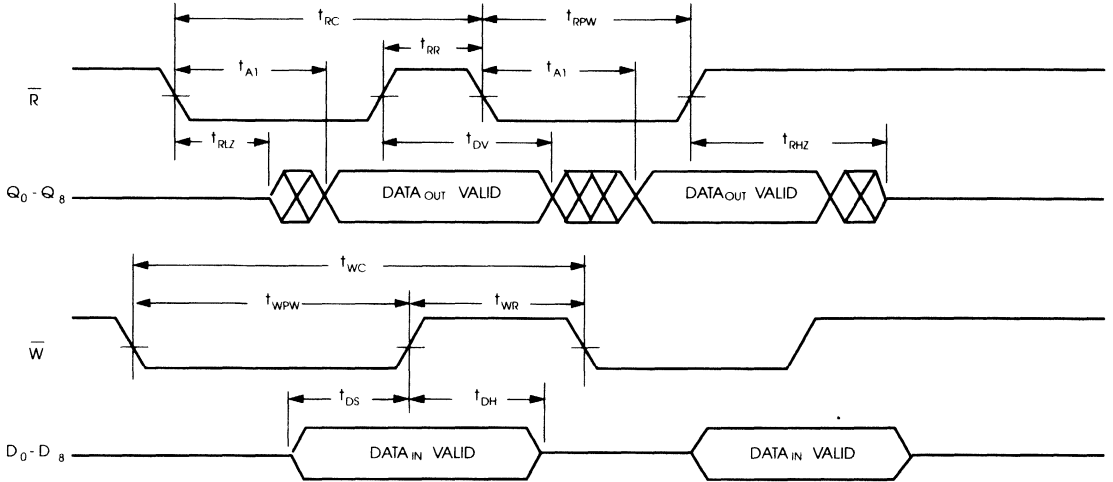 tRC
tRPW
tRR
tA1
tA1
R̅
tRLZ
tDV
tRHZ
Q0 - Q8
DATAOUT VALID
DATAOUT VALID
tWC
tWPW
tWR
W̅
tDS
tDH
D0 - D8
DATAIN VALID
DATAIN VALID